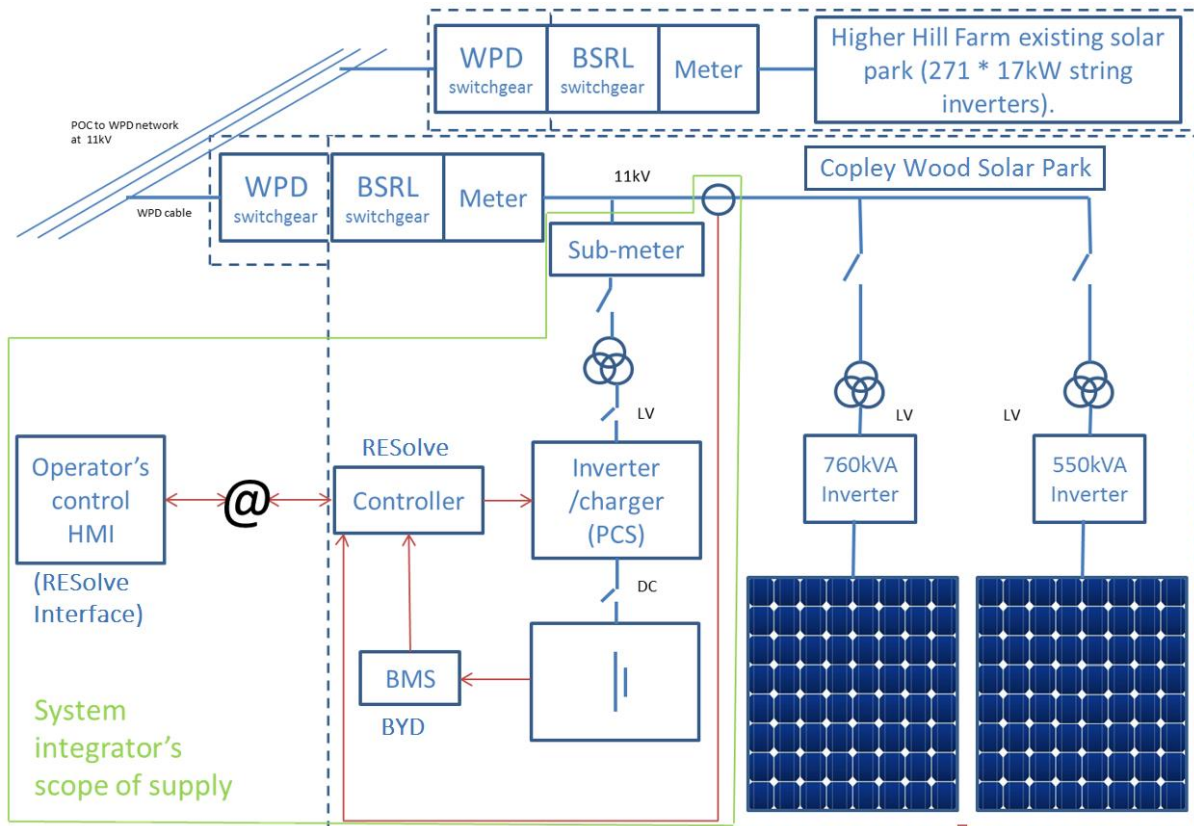 WPD
switchgear
BSRL
switchgear
Meter
Higher Hill Farm existing solar
park (271 * 17kW string
inverters).
POC to WPD network
at 11kV
WPD cable
WPD
switchgear
BSRL
switchgear
Meter
11kV
Copley Wood Solar Park
Sub-meter
LV
LV
LV
Operator's
control
HMI
(RESolve
Interface)
@
RESolve
Controller
Inverter
/charger
(PCS)
760kVA
Inverter
550kVA
Inverter
DC
BMS
BYD
System
integrator's
scope of supply